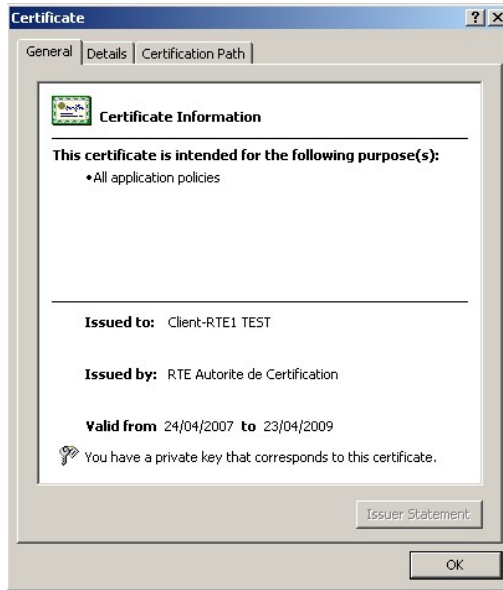 Certificate
General
Details
Certification Path
Certificate Information
This certificate is intended for the following purpose(s):
•All application policies
Issued to: Client-RTE1 TEST
Issued by: RTE Autorite de Certification
Valid from 24/04/2007 to 23/04/2009
You have a private key that corresponds to this certificate.
Issuer Statement
OK